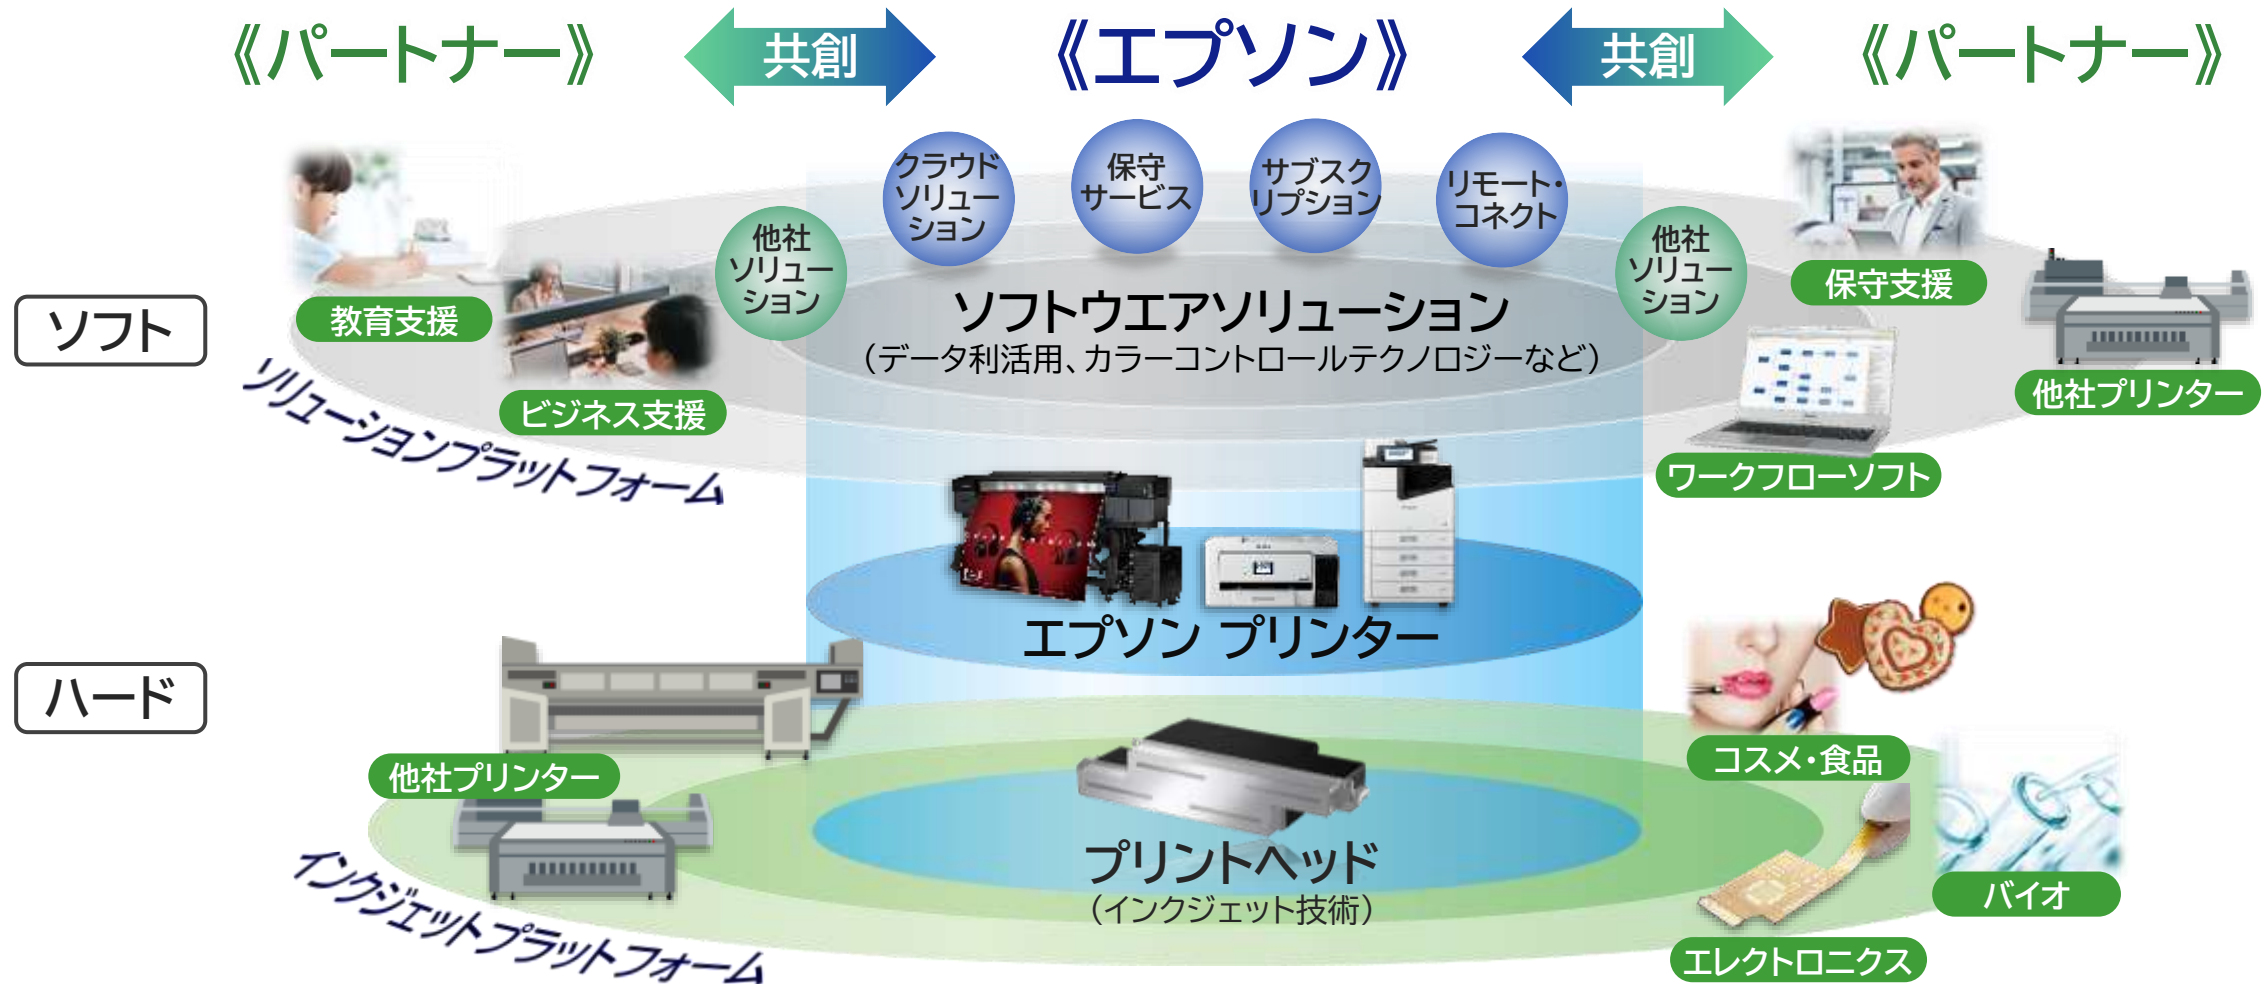 《パートナー》
共創
《エプソン》
共創
《パートナー》
クラウド
ソリュー
ション
保守
サービス
サブスク
リプション
リモート・
コネクト
他社
ソリュー
ション
他社
ソリュー
ション
ソフト
教育支援
ビジネス支援
ソフトウエアソリューション
（データ利活用、カラーコントロールテクノロジーなど）
保守支援
他社プリンター
ワークフローソフト
ソリューションプラットフォーム
エプソン プリンター
ハード
他社プリンター
プリントヘッド
（インクジェット技術）
コスメ・食品
バイオ
エレクトロニクス
インクジェットプラットフォーム